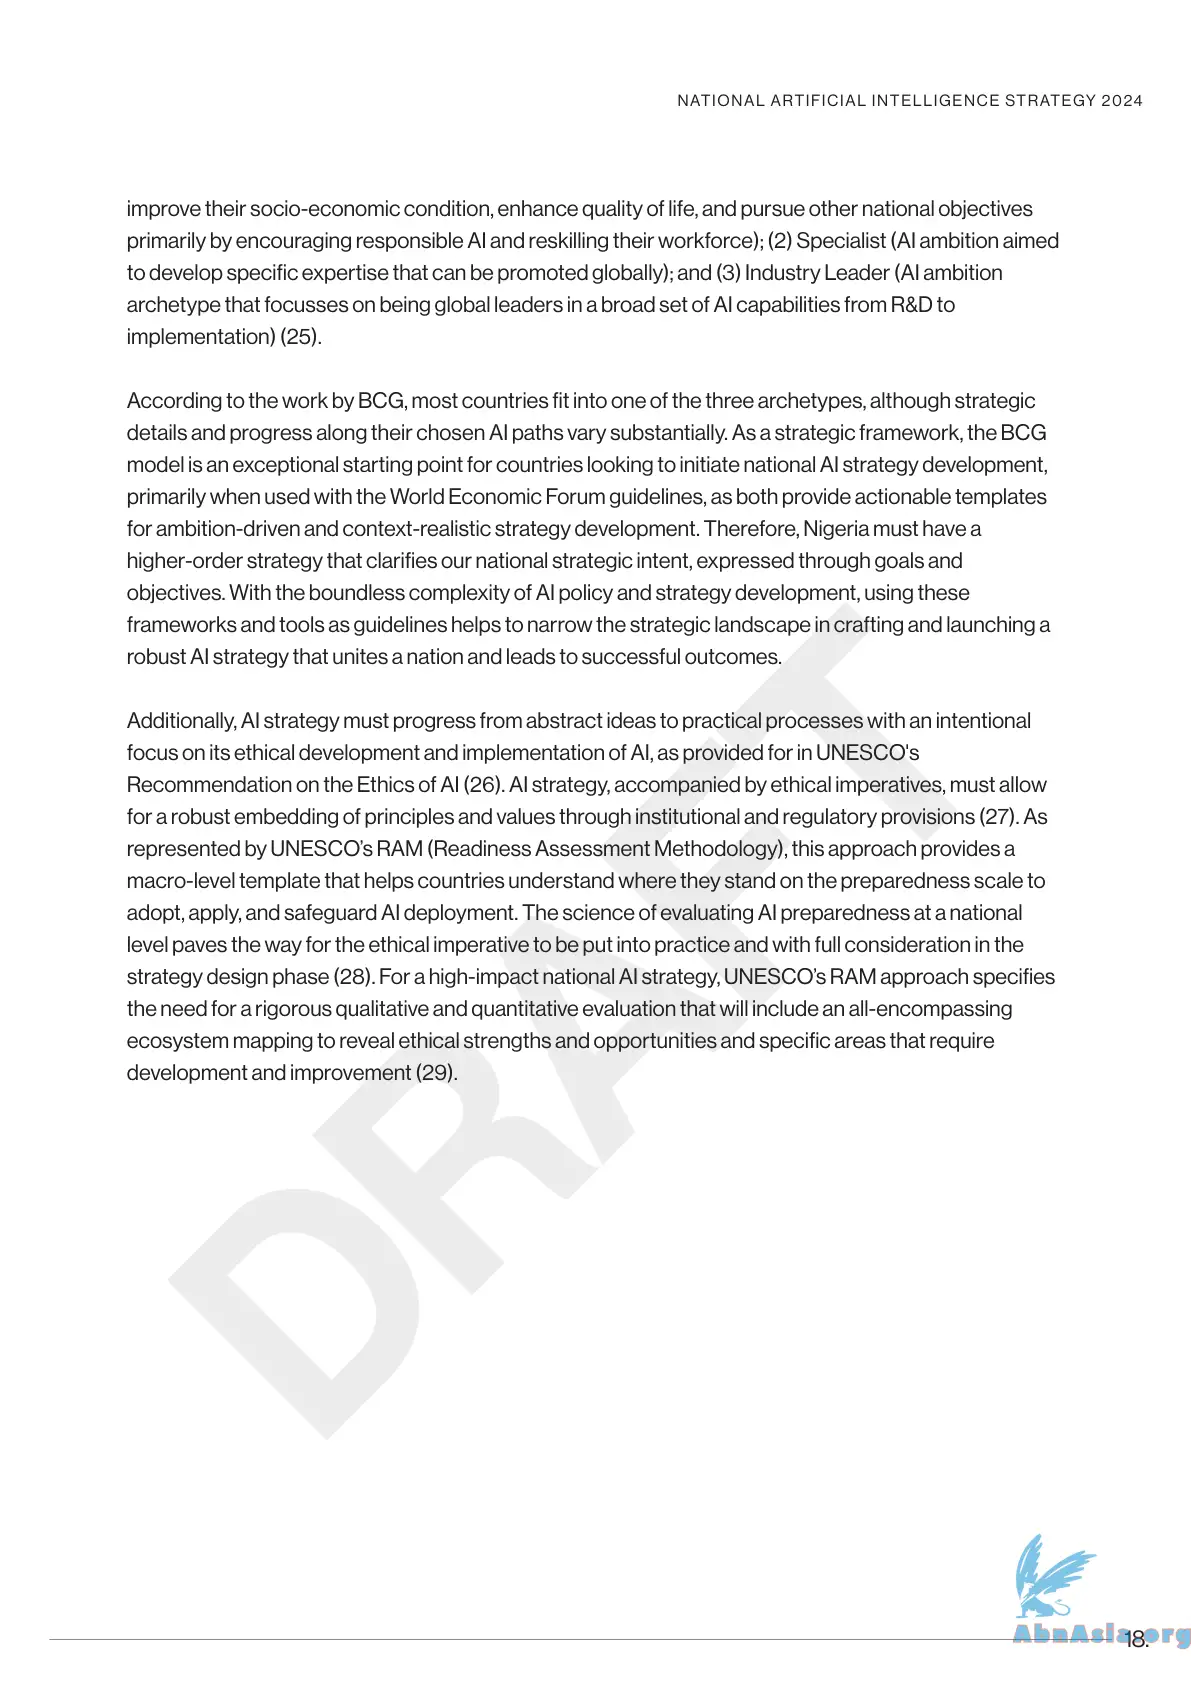 NATIONAL ARTIFICIAL INTELLIGENCE STRATEGY 2024
improve their socio-economic condition, enhance quality of life, and pursue other national objectives
primarily by encouraging responsible AI and reskilling their workforce); (2) Specialist (AI ambition aimed
to develop specific expertise that can be promoted globally); and (3) Industry Leader (AI ambition
archetype that focusses on being global leaders in a broad set of AI capabilities from R&D to
implementation) (25).
According to the work by BCG, most countries fit into one of the three archetypes, although strategic
details and progress along their chosen AI paths vary substantially. As a strategic framework, the BCG
model is an exceptional starting point for countries looking to initiate national AI strategy development,
primarily when used with the World Economic Forum guidelines, as both provide actionable templates
for ambition-driven and context-realistic strategy development. Therefore, Nigeria must have a
higher-order strategy that clarifies our national strategic intent, expressed through goals and
objectives. With the boundless complexity of AI policy and strategy development, using these
frameworks and tools as guidelines helps to narrow the strategic landscape in crafting and launching a
robust AI strategy that unites a nation and leads to successful outcomes.
Additionally, AI strategy must progress from abstract ideas to practical processes with an intentional
focus on its ethical development and implementation of AI, as provided for in UNESCO's
Recommendation on the Ethics of AI (26). AI strategy, accompanied by ethical imperatives, must allow
for a robust embedding of principles and values through institutional and regulatory provisions (27). As
represented by UNESCO’s RAM (Readiness Assessment Methodology), this approach provides a
macro-level template that helps countries understand where they stand on the preparedness scale to
adopt, apply, and safeguard AI deployment. The science of evaluating AI preparedness at a national
level paves the way for the ethical imperative to be put into practice and with full consideration in the
strategy design phase (28). For a high-impact national AI strategy, UNESCO’s RAM approach specifies
the need for a rigorous qualitative and quantitative evaluation that will include an all-encompassing
ecosystem mapping to reveal ethical strengths and opportunities and specific areas that require
development and improvement (29).
DRAFT
AbnAsia.org
18.